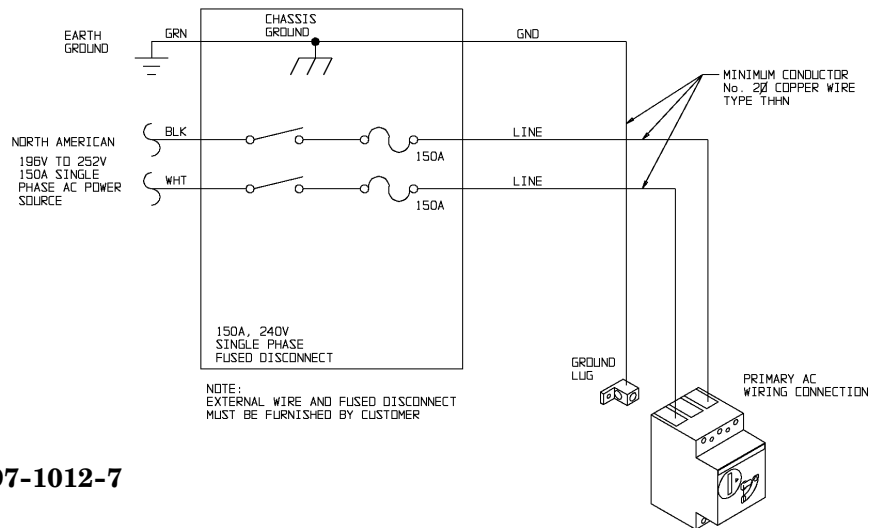 EARTH
GROUND
GRN
CHASSIS
GROUND
GND
MINIMUM CONDUCTOR
No. 2Ø COPPER WIRE
TYPE THHN
NORTH AMERICAN
196V TO 252V
150A SINGLE
PHASE AC POWER
SOURCE
BLK
150A
LINE
WHT
150A
LINE
150A, 240V
SINGLE PHASE
FUSED DISCONNECT
NOTE:
EXTERNAL WIRE AND FUSED DISCONNECT
MUST BE FURNISHED BY CUSTOMER
GROUND
LUG
PRIMARY AC
WIRING CONNECTION
97-1012-7